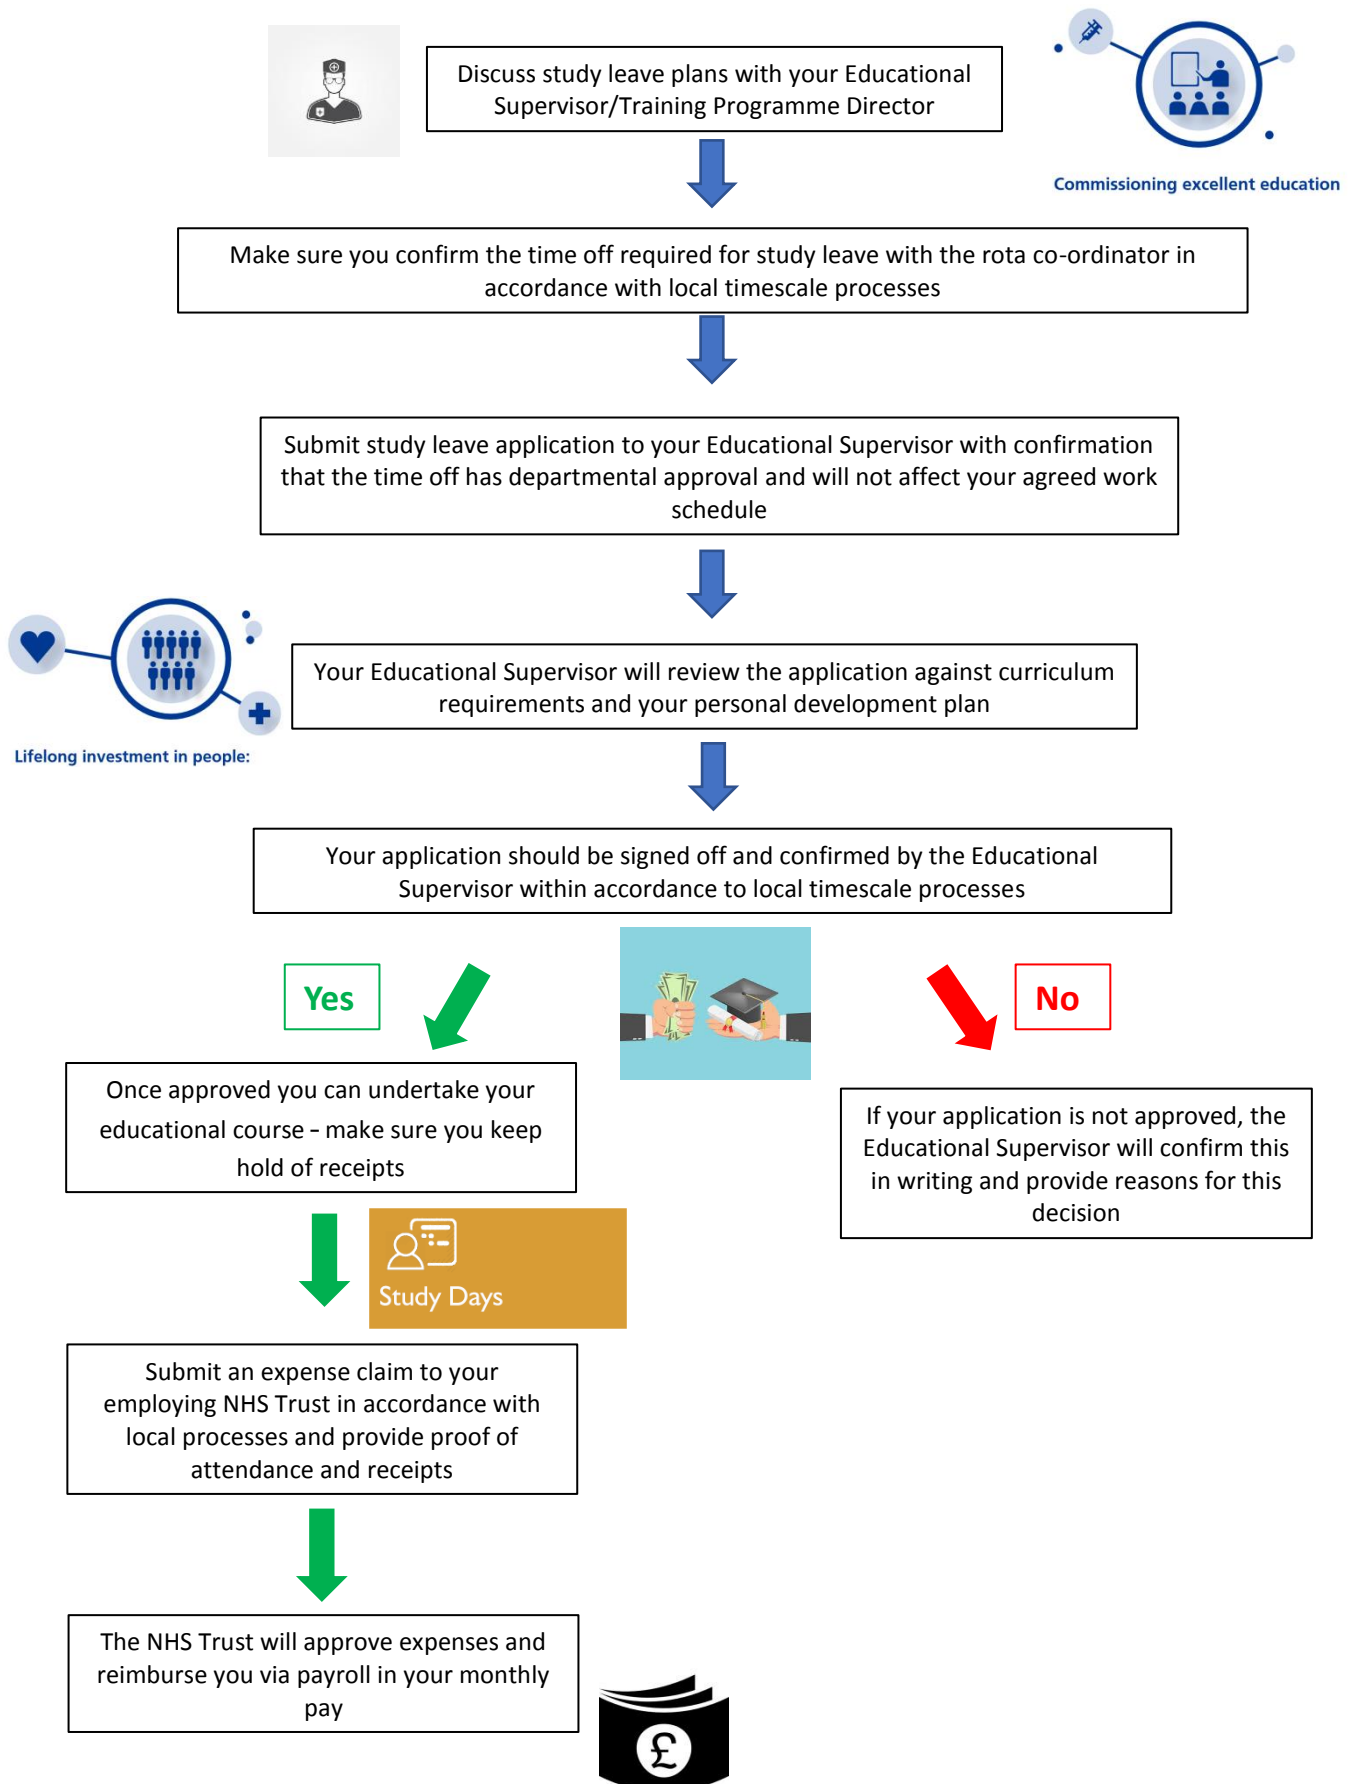 Discuss study leave plans with your Educational
Supervisor/Training Programme Director
Commissioning excellent education
Make sure you confirm the time off required for study leave with the rota co-ordinator in
accordance with local timescale processes
Submit study leave application to your Educational Supervisor with confirmation
that the time off has departmental approval and will not affect your agreed work
schedule
Your Educational Supervisor will review the application against curriculum
requirements and your personal development plan
Lifelong investment in people:
Your application should be signed off and confirmed by the Educational
Supervisor within accordance to local timescale processes
Yes
No
Once approved you can undertake your
educational course - make sure you keep
hold of receipts
If your application is not approved, the
Educational Supervisor will confirm this
in writing and provide reasons for this
decision
Study Days
Submit an expense claim to your
employing NHS Trust in accordance with
local processes and provide proof of
attendance and receipts
The NHS Trust will approve expenses and
reimburse you via payroll in your monthly
pay
£